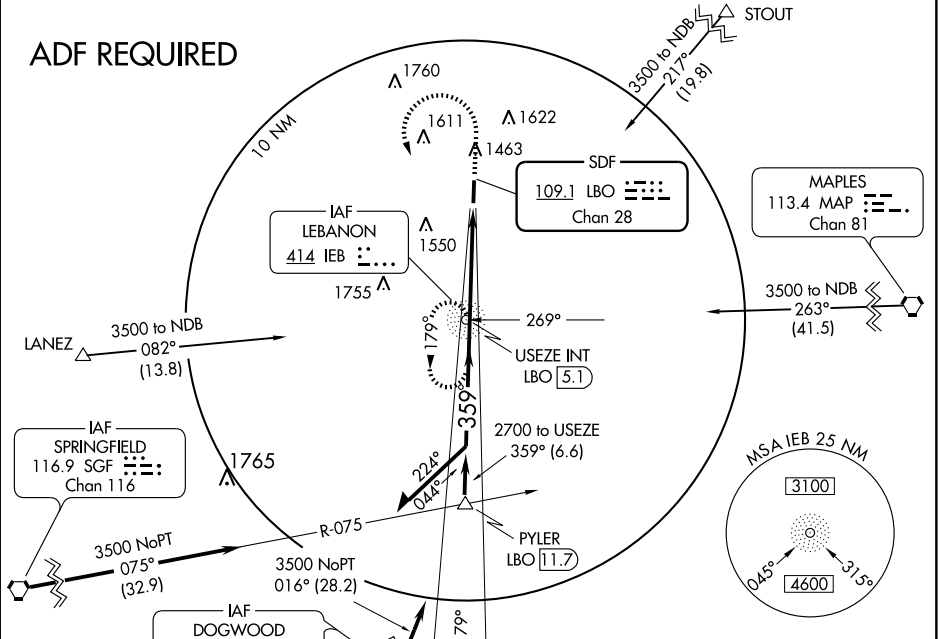 ADF REQUIRED
STOUT
3500 to NDB
217°
(19.8)
10 NM
1760
1611
1622
1463
SDF
109.1 LBO
Chan 28
MAPLES
113.4 MAP
Chan 81
IAF
LEBANON
414 IEB
1550
1755
3500 to NDB
263°
(41.5)
LANEZ
3500 to NDB
082°
(13.8)
179°
269°
USEZE INT
LBO 5.1
359°
2700 to USEZE
359° (6.6)
IAF
SPRINGFIELD
116.9 SGF
Chan 116
1765
224°
044°
MSA IEB 25 NM
3100
045°
315°
4600
R-075
PYLER
LBO 11.7
3500 NoPT
075°
(32.9)
3500 NoPT
016° (28.2)
IAF
DOGWOOD
79°